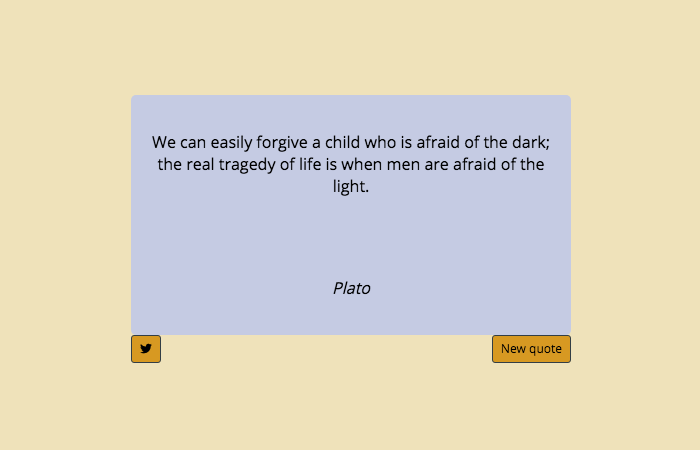 We can easily forgive a child who is afraid of the dark;
the real tragedy of life is when men are afraid of the
light.
Plato
New quote